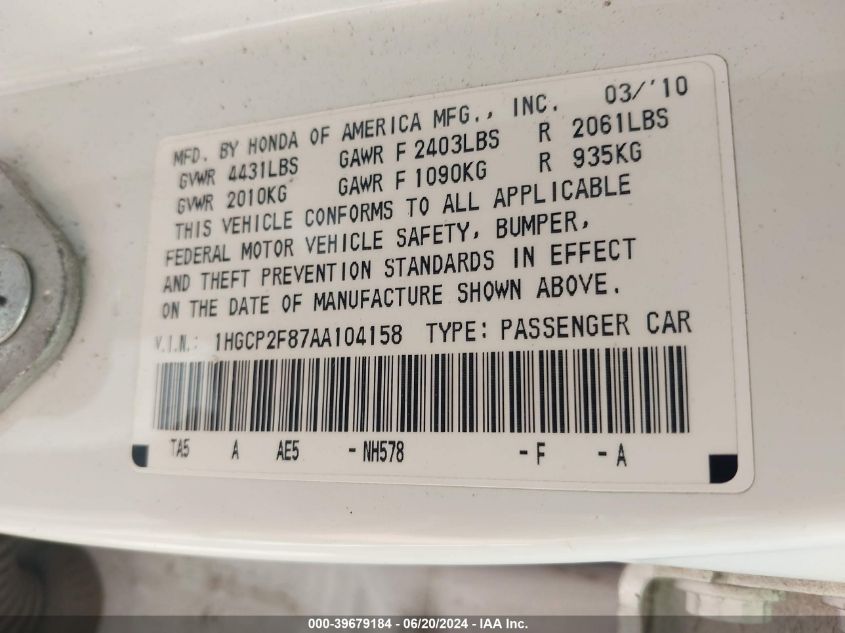 MFD. BY HONDA OF AMERICA MFG., INC. 03/'10
GVWR 4431LBS GAWR F 2403LBS R 2061LBS
GVWR 2010KG GAWR F 1090KG R 935KG
THIS VEHICLE CONFORMS TO ALL APPLICABLE
FEDERAL MOTOR VEHICLE SAFETY, BUMPER,
AND THEFT PREVENTION STANDARDS IN EFFECT
ON THE DATE OF MANUFACTURE SHOWN ABOVE.
V.I.N.: 1HGCP2F87AA104158 TYPE: PASSENGER CAR
TA5 A AE5 - NH578 - F - A
000-39679184 - 06/20/2024 - IAA Inc.